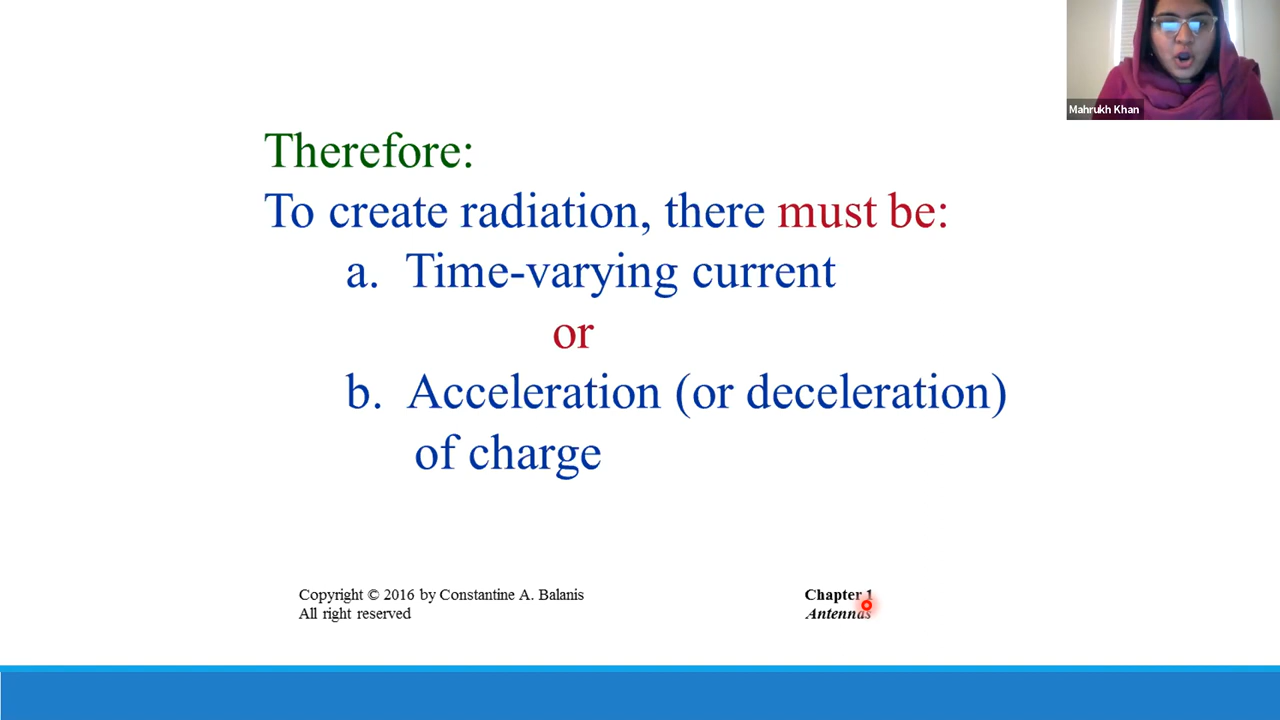 Mahrukh Khan
Therefore:
To create radiation, there must be:
a. Time-varying current
or
b. Acceleration (or deceleration)
of charge
Copyright © 2016 by Constantine A. Balanis
All right reserved
Chapter 1
Antennas